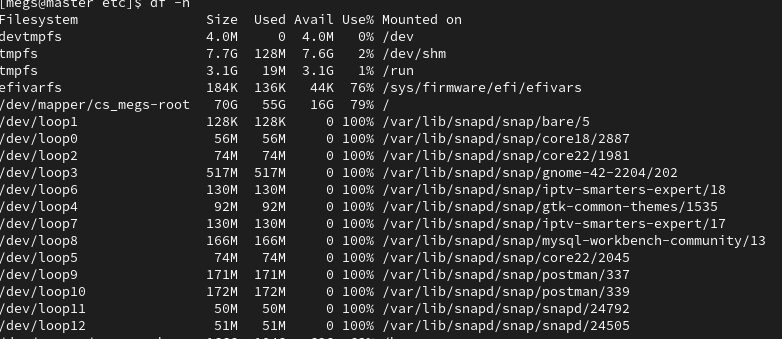 [megs@master etc]$ df -h
Filesystem Size Used Avail Use% Mounted on
devtmpfs 4.0M 0 4.0M 0% /dev
tmpfs 7.7G 128M 7.6G 2% /dev/shm
tmpfs 3.1G 19M 3.1G 1% /run
efivarfs 184K 136K 44K 76% /sys/firmware/efi/efivars
/dev/mapper/cs_megs-root 70G 55G 16G 79% /
/dev/loop1 128K 128K 0 100% /var/lib/snapd/snap/bare/5
/dev/loop0 56M 56M 0 100% /var/lib/snapd/snap/core18/2887
/dev/loop2 74M 74M 0 100% /var/lib/snapd/snap/core22/1981
/dev/loop3 517M 517M 0 100% /var/lib/snapd/snap/gnome-42-2204/202
/dev/loop6 130M 130M 0 100% /var/lib/snapd/snap/iptv-smarters-expert/18
/dev/loop4 92M 92M 0 100% /var/lib/snapd/snap/gtk-common-themes/1535
/dev/loop7 130M 130M 0 100% /var/lib/snapd/snap/iptv-smarters-expert/17
/dev/loop8 166M 166M 0 100% /var/lib/snapd/snap/mysql-workbench-community/13
/dev/loop5 74M 74M 0 100% /var/lib/snapd/snap/core22/2045
/dev/loop9 171M 171M 0 100% /var/lib/snapd/snap/postman/337
/dev/loop10 172M 172M 0 100% /var/lib/snapd/snap/postman/339
/dev/loop11 50M 50M 0 100% /var/lib/snapd/snap/snapd/24792
/dev/loop12 51M 51M 0 100% /var/lib/snapd/snap/snapd/24505